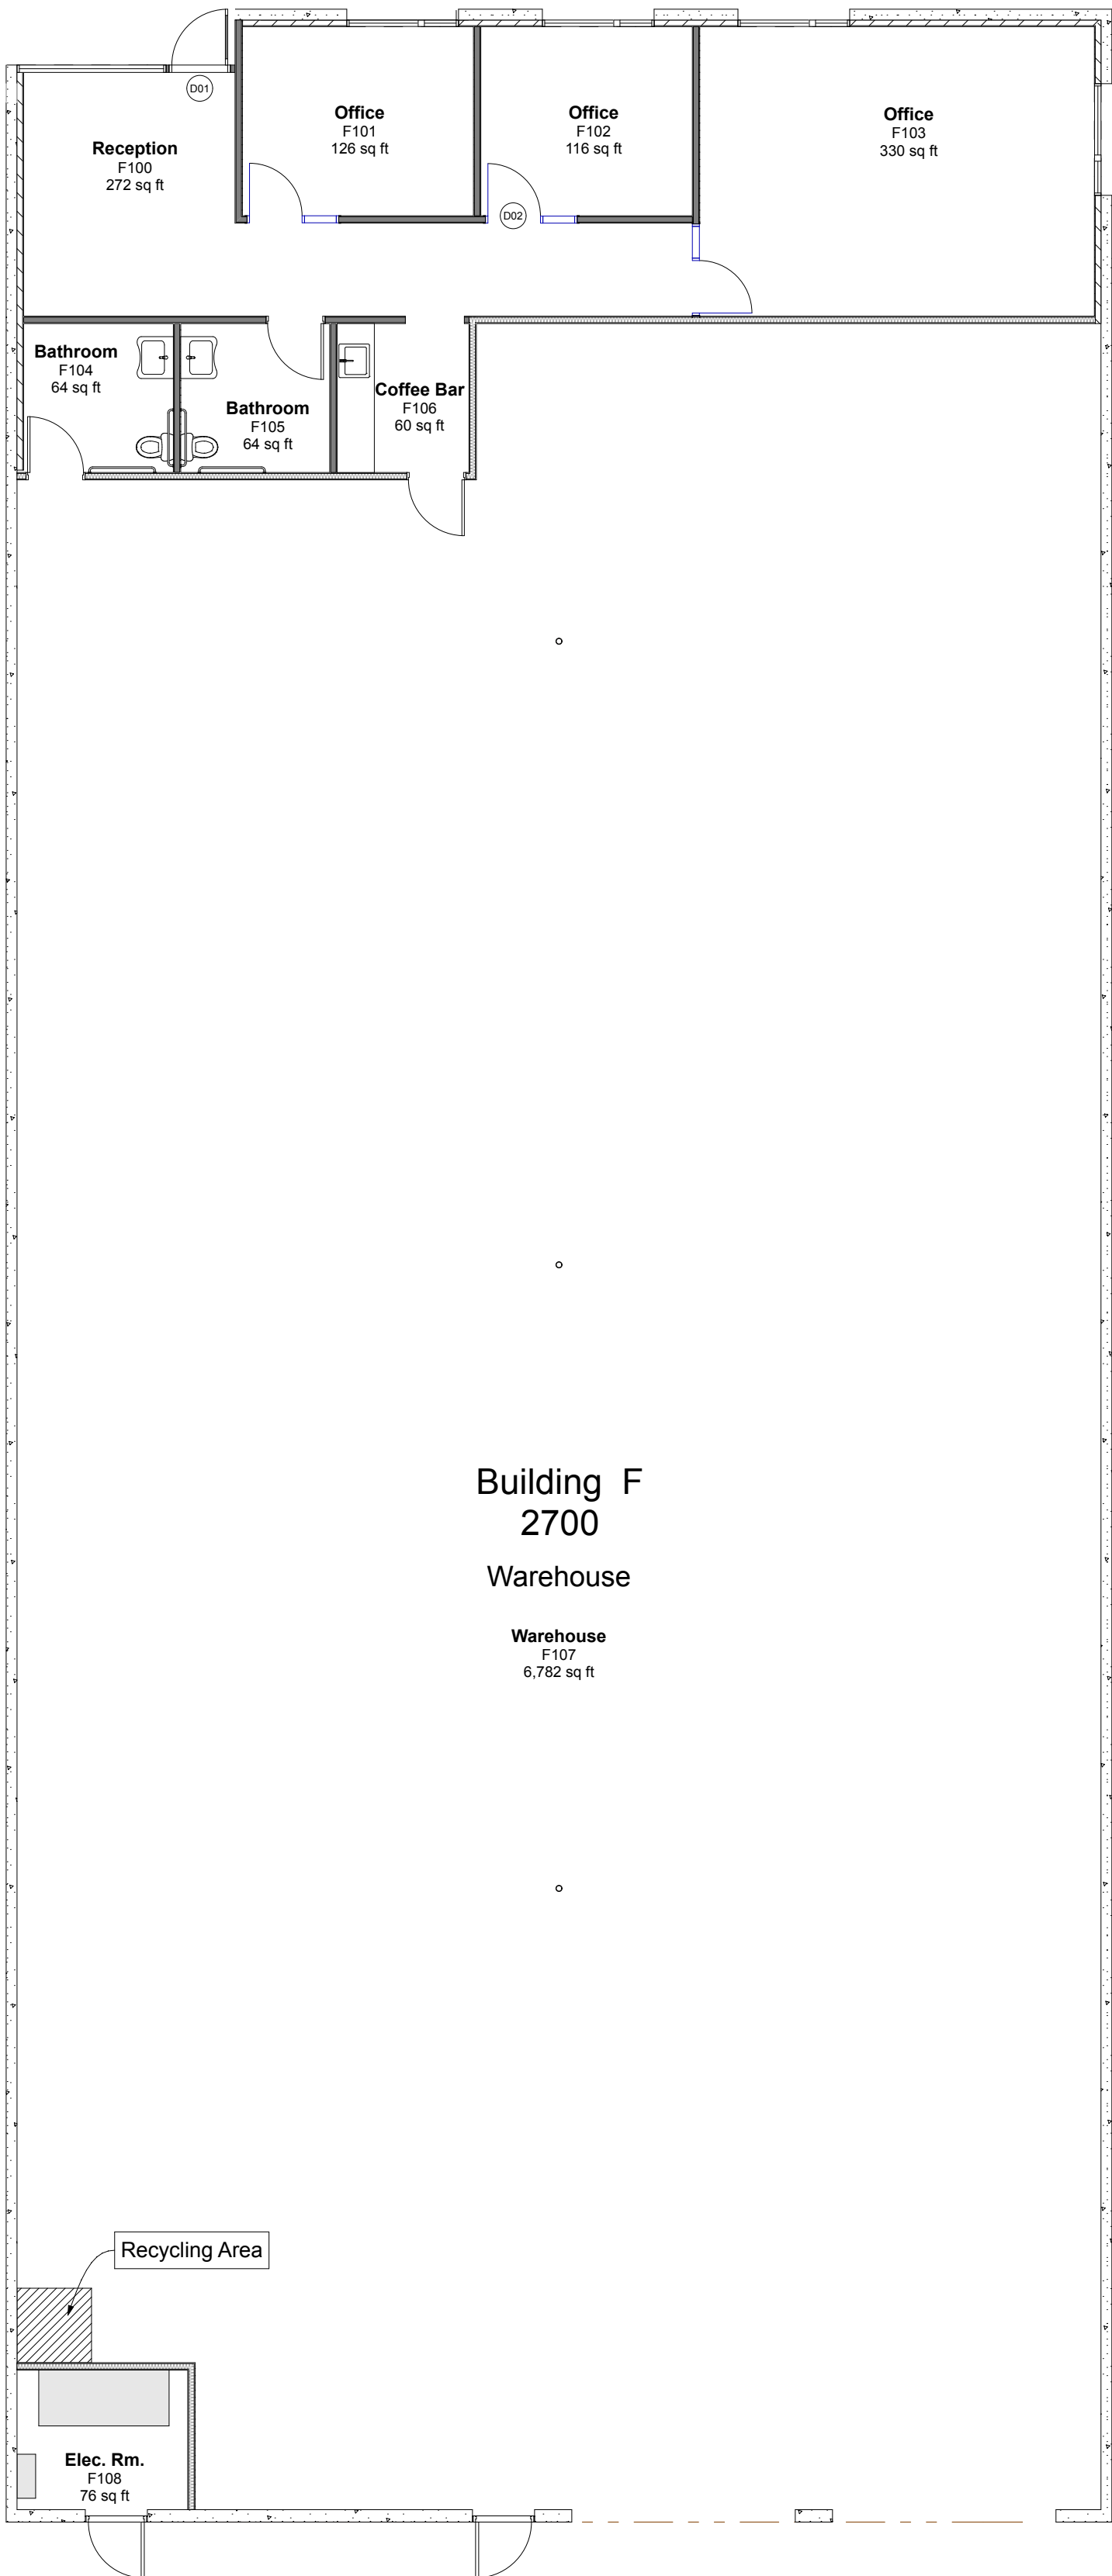 D01
Reception
F100
272 sq ft
Office
F101
126 sq ft
Office
F102
116 sq ft
Office
F103
330 sq ft
D02
Bathroom
F104
64 sq ft
Bathroom
F105
64 sq ft
Coffee Bar
F106
60 sq ft
Building F
2700
Warehouse
Warehouse
F107
6,782 sq ft
Recycling Area
Elec. Rm.
F108
76 sq ft